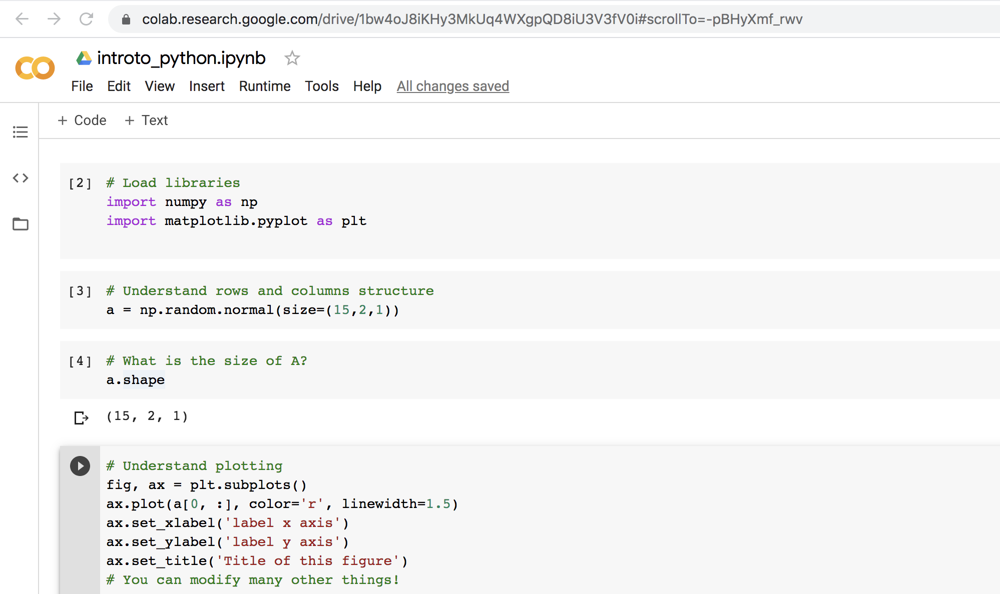 colab.research.google.com/drive/1bw4oJ8iKHy3MkUq4WXgpQD8iU3V3fV0i#scrollTo=-pBHyXmf_rwv
introto_python.ipynb
File Edit View Insert Runtime Tools Help All changes saved
+ Code + Text
[2] # Load libraries
import numpy as np
import matplotlib.pyplot as plt
[3] # Understand rows and columns structure
a = np.random.normal(size=(15,2,1))
[4] # What is the size of A?
a.shape
(15, 2, 1)
# Understand plotting
fig, ax = plt.subplots()
ax.plot(a[0, :], color='r', linewidth=1.5)
ax.set_xlabel('label x axis')
ax.set_ylabel('label y axis')
ax.set_title('Title of this figure')
# You can modify many other things!